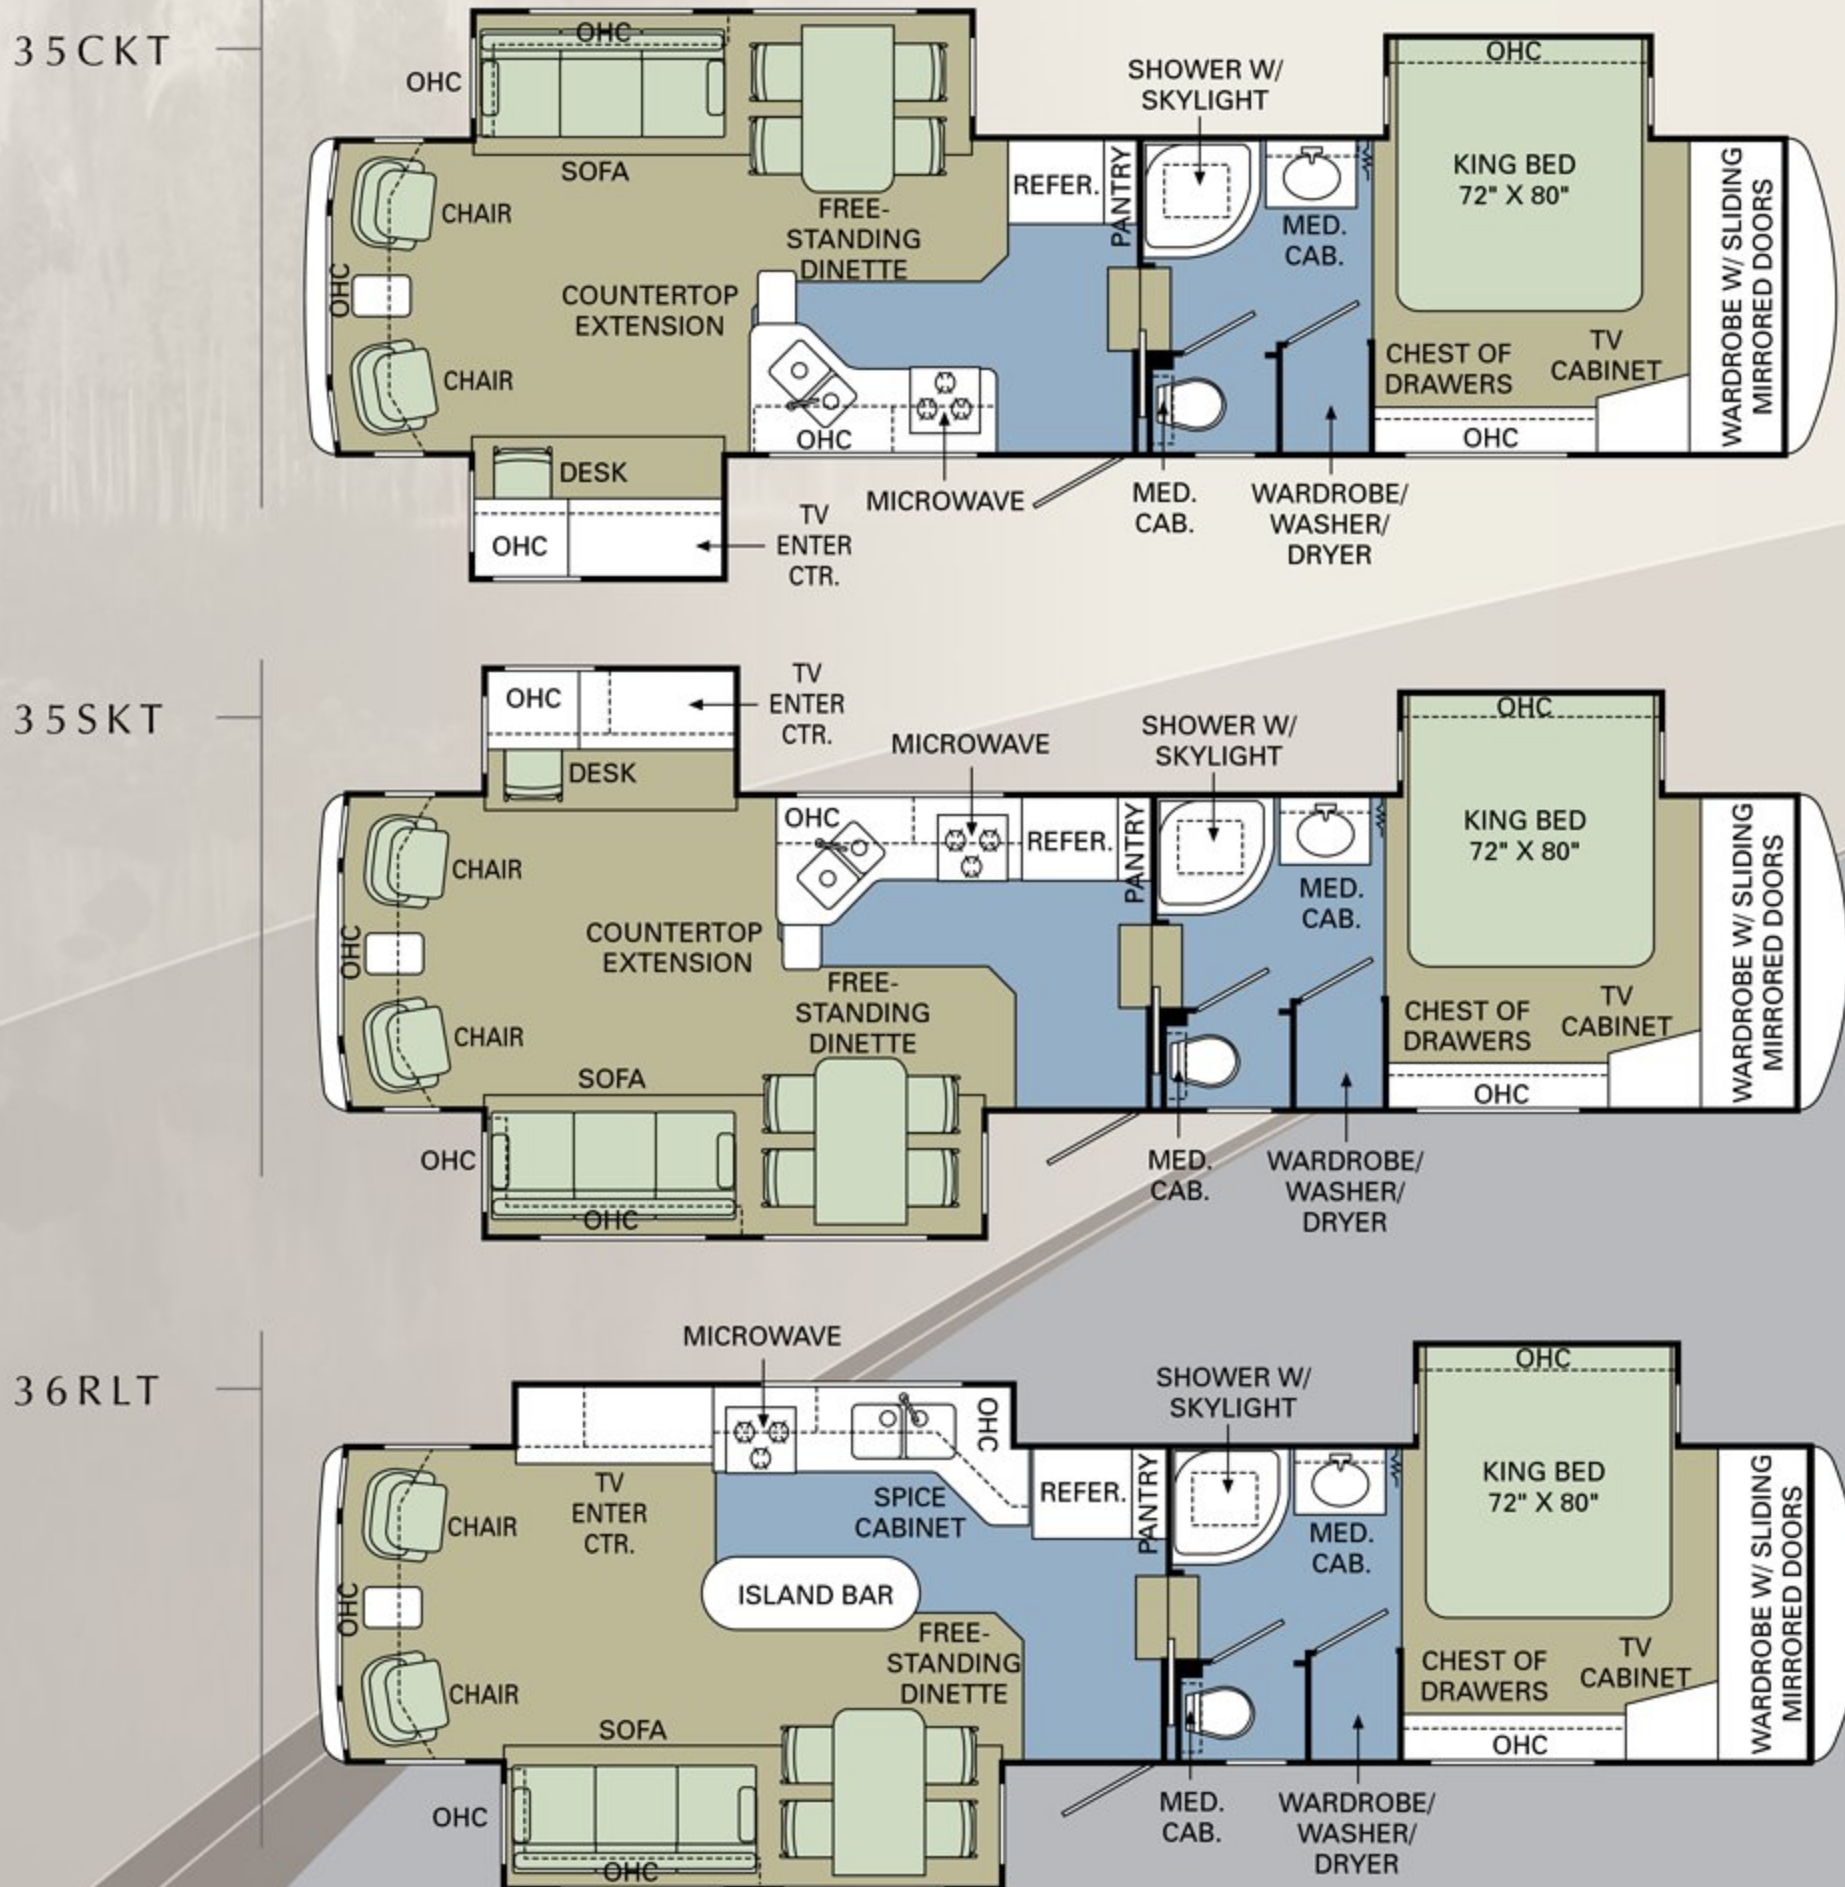 35CKT
OHC
OHC
SOFA
CHAIR
FREE-
STANDING
DINETTE
REFER.
PANTRY
SHOWER W/
SKYLIGHT
MED.
CAB.
OHC
KING BED
72" X 80"
WARDROBE W/ SLIDING
MIRRORED DOORS
OHC
COUNTERTOP
EXTENSION
CHAIR
OHC
CHEST OF
DRAWERS
TV
CABINET
OHC
DESK
OHC
TV
ENTER
CTR.
MICROWAVE
MED.
CAB.
WARDROBE/
WASHER/
DRYER
35SKT
OHC
TV
ENTER
CTR.
DESK
MICROWAVE
SHOWER W/
SKYLIGHT
OHC
CHAIR
OHC
REFER.
PANTRY
MED.
CAB.
KING BED
72" X 80"
WARDROBE W/ SLIDING
MIRRORED DOORS
OHC
COUNTERTOP
EXTENSION
FREE-
STANDING
DINETTE
CHAIR
SOFA
CHEST OF
DRAWERS
TV
CABINET
OHC
OHC
OHC
MED.
CAB.
WARDROBE/
WASHER/
DRYER
36RLT
MICROWAVE
OHC
SHOWER W/
SKYLIGHT
OHC
CHAIR
TV
ENTER
CTR.
SPICE
CABINET
REFER.
PANTRY
MED.
CAB.
KING BED
72" X 80"
WARDROBE W/ SLIDING
MIRRORED DOORS
OHC
ISLAND BAR
FREE-
STANDING
DINETTE
CHAIR
SOFA
CHEST OF
DRAWERS
TV
CABINET
OHC
OHC
OHC
MED.
CAB.
WARDROBE/
WASHER/
DRYER